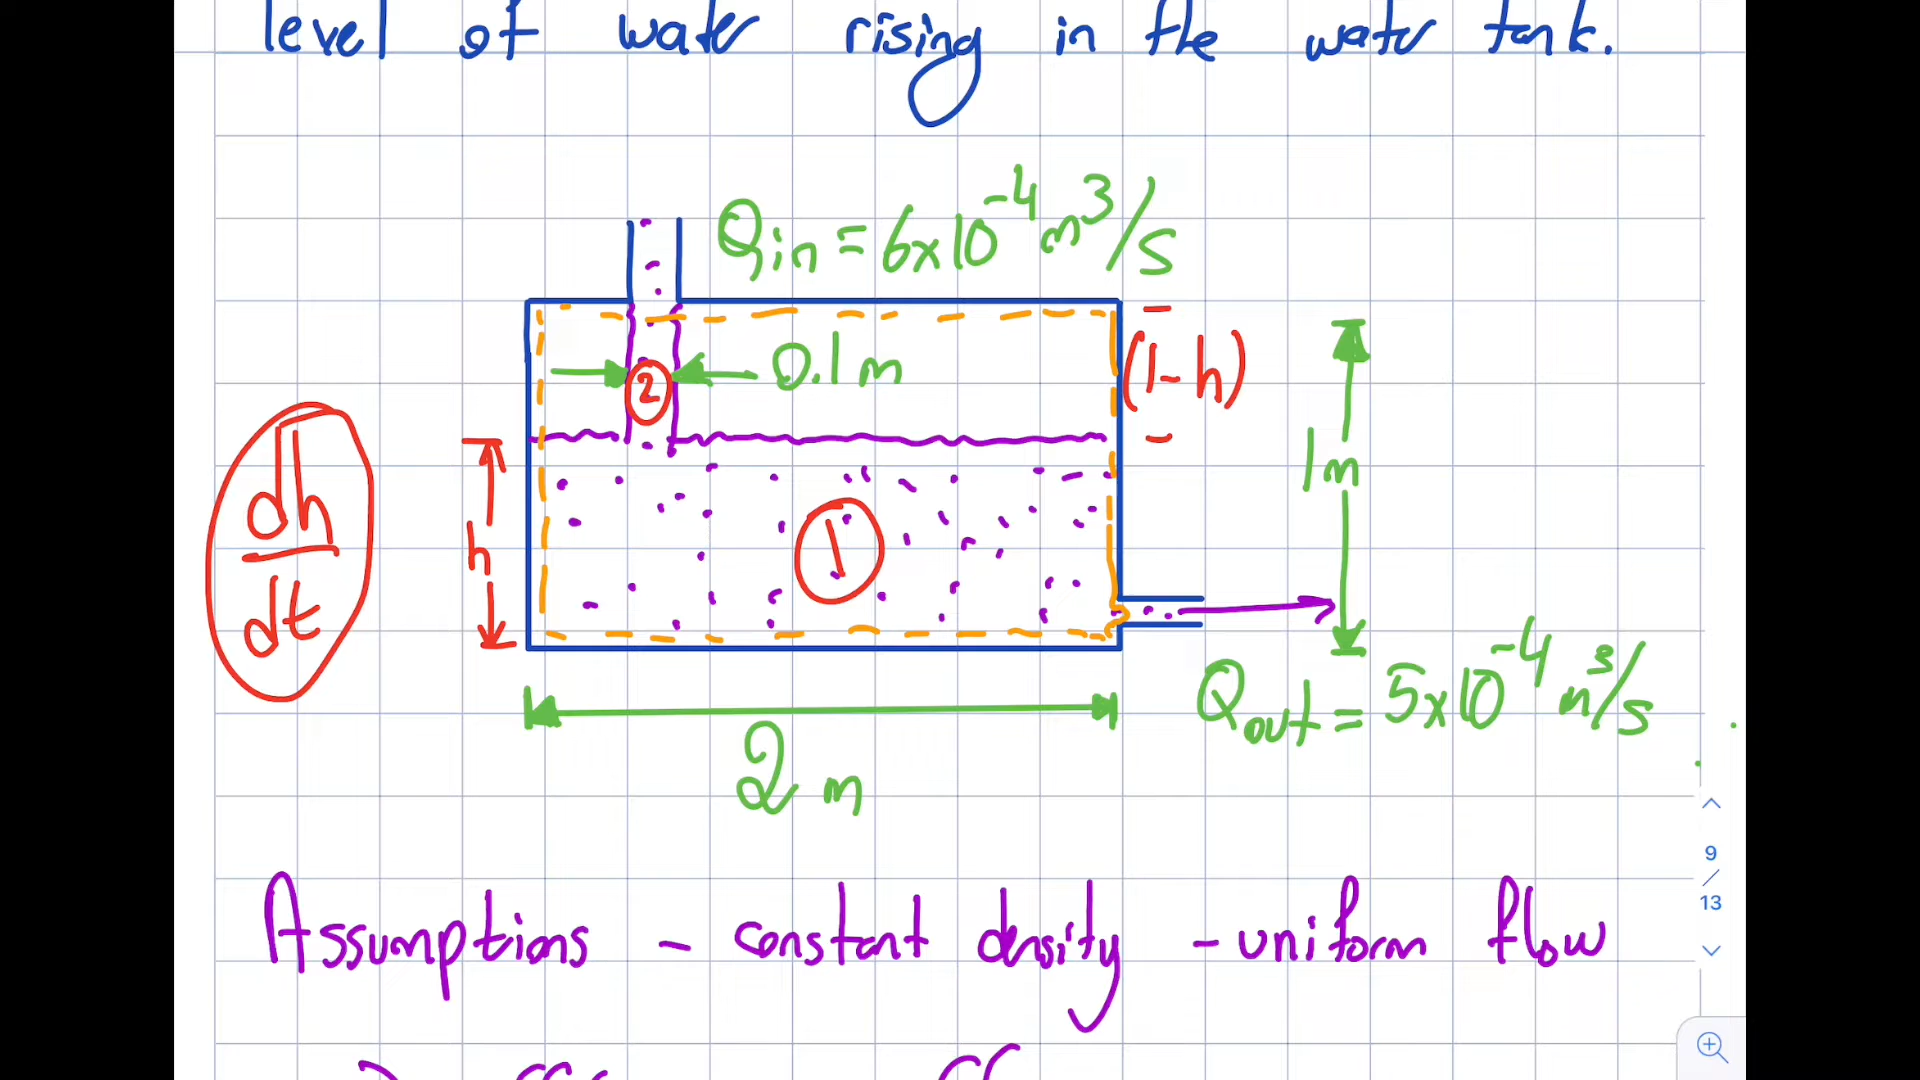 level of water rising in the water tank.
Qin = 6x10^-4 m^3/s
0.1 m
(1-h)
2
1 m
dh
dt
h
1
Qout = 5x10^-4 m^3/s
2 m
9
/
13
Assumptions - constant density - uniform flow